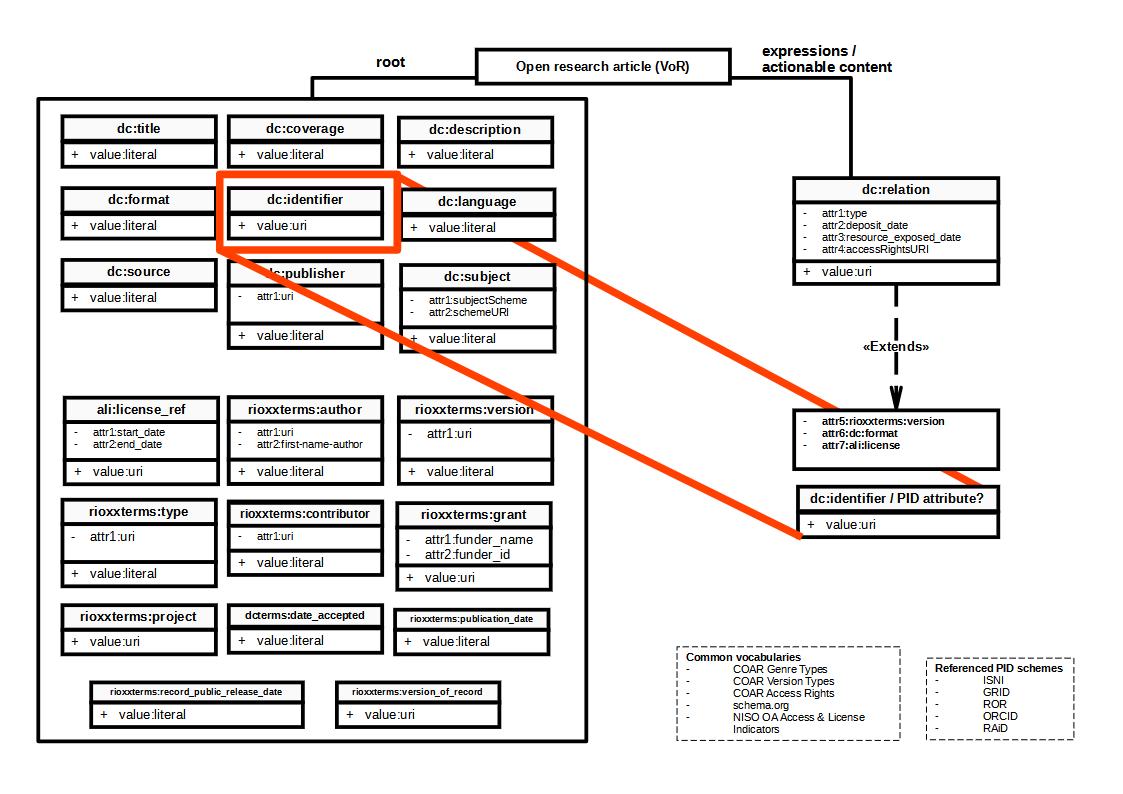 root
Open research article (VoR)
expressions /
actionable content
dc:title
+ value:literal
dc:coverage
+ value:literal
dc:description
+ value:literal
dc:format
+ value:literal
dc:identifier
+ value:uri
dc:language
+ value:literal
dc:source
+ value:literal
dc:publisher
- attr1:uri
+ value:literal
dc:subject
- attr1:subjectScheme
- attr2:schemeURI
+ value:literal
ali:license_ref
- attr1:start_date
- attr2:end_date
+ value:uri
rioxxterms:author
- attr1:uri
- attr2:first-name-author
+ value:literal
rioxxterms:version
- attr1:uri
+ value:literal
rioxxterms:type
- attr1:uri
+ value:literal
rioxxterms:contributor
- attr1:uri
+ value:literal
rioxxterms:grant
- attr1:funder_name
- attr2:funder_id
+ value:uri
rioxxterms:project
+ value:uri
dcterms:date_accepted
+ value:literal
rioxxterms:publication_date
+ value:literal
rioxxterms:record_public_release_date
+ value:literal
rioxxterms:version_of_record
+ value:uri
dc:relation
- attr1:type
- attr2:deposit_date
- attr3:resource_exposed_date
- attr4:accessRightsURI
+ value:uri
«Extends»
- attr5:rioxxterms:version
- attr6:dc:format
- attr7:ali:license
dc:identifier / PID attribute?
+ value:uri
Common vocabularies
- COAR Genre Types
- COAR Version Types
- COAR Access Rights
- schema.org
- NISO OA Access & License
Indicators
Referenced PID schemes
- ISNI
- GRID
- ROR
- ORCID
- RAiD